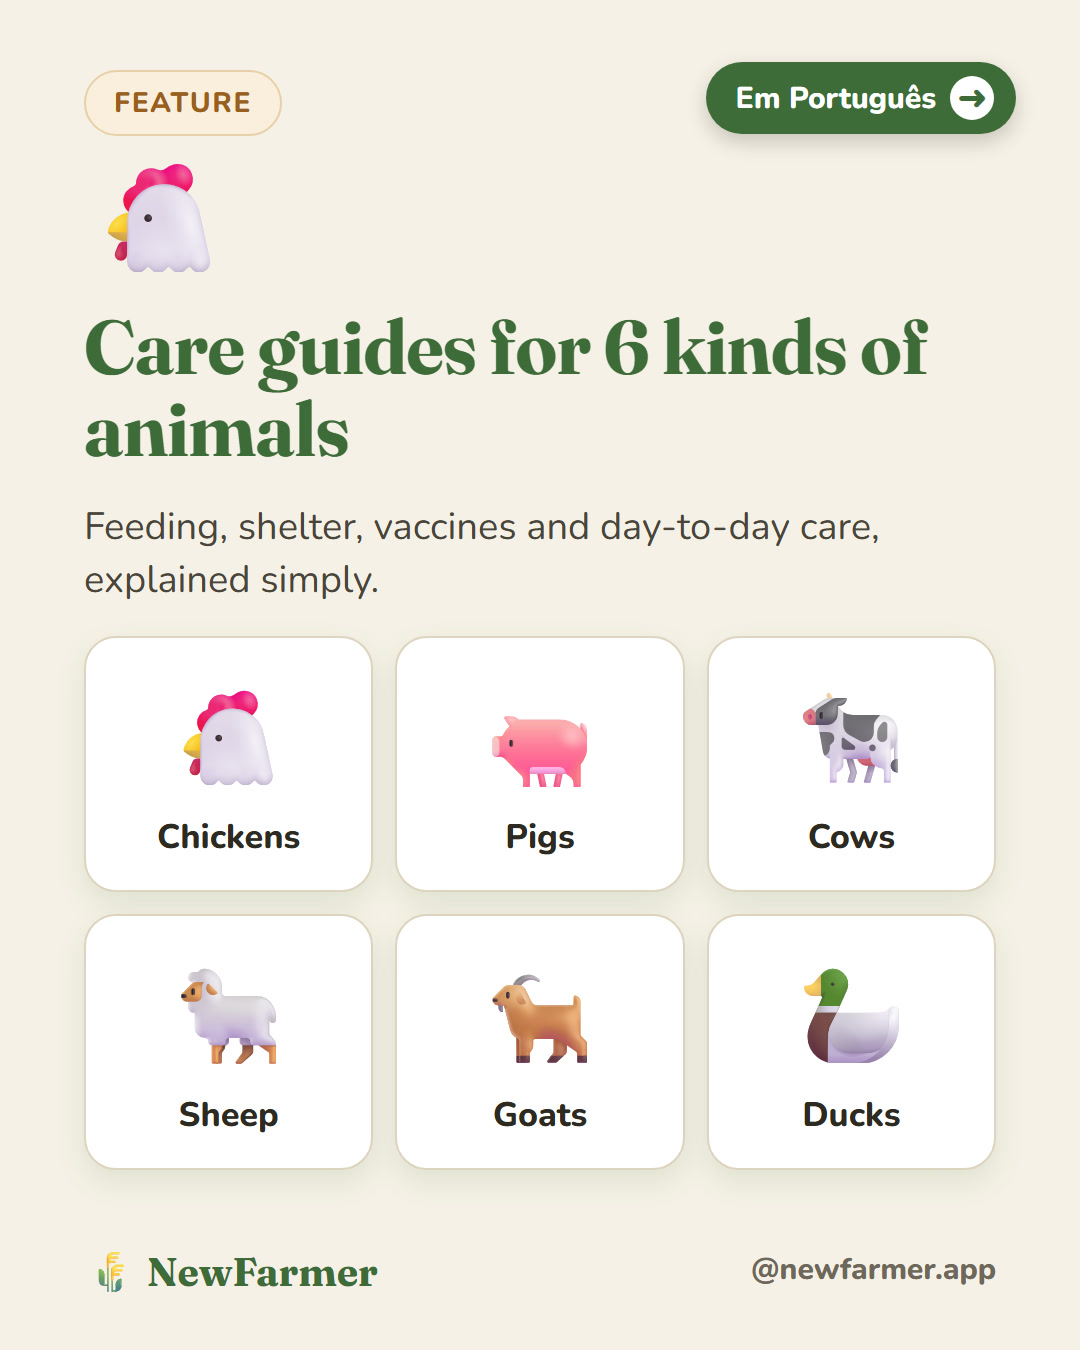 FEATURE
Em Português
Care guides for 6 kinds of
animals
Feeding, shelter, vaccines and day-to-day care,
explained simply.
Chickens
Pigs
Cows
Sheep
Goats
Ducks
NewFarmer
@newfarmer.app